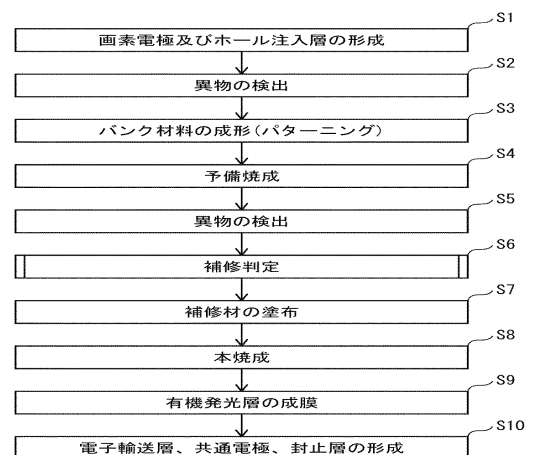 S1
画素電極及びホール注入層の形成
S2
異物の検出
S3
バンク材料の成形(パターニング)
S4
予備焼成
S5
異物の検出
S6
補修判定
S7
補修材の塗布
S8
本焼成
S9
有機発光層の成膜
S10
電子輸送層、共通電極、封止層の形成